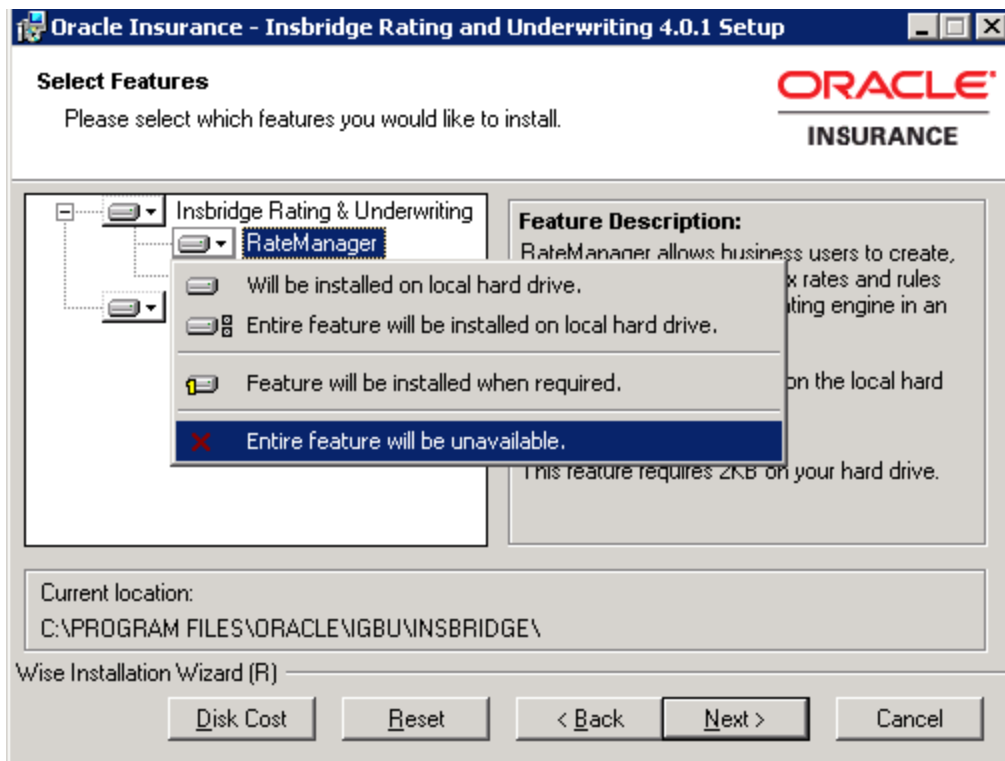 Oracle Insurance - Insbridge Rating and Underwriting 4.0.1 Setup
Select Features
Please select which features you would like to install.
ORACLE
INSURANCE
Insbridge Rating & Underwriting
RateManager
Feature Description:
RateManager allows business users to create,
x rates and rules
ting engine in an
on the local hard
This feature requires 2KB on your hard drive.
Will be installed on local hard drive.
Entire feature will be installed on local hard drive.
Feature will be installed when required.
Entire feature will be unavailable.
Current location:
C:\PROGRAM FILES\ORACLE\IGBU\INSBRIDGE\
Wise Installation Wizard (R)
Disk Cost
Reset
< Back
Next >
Cancel